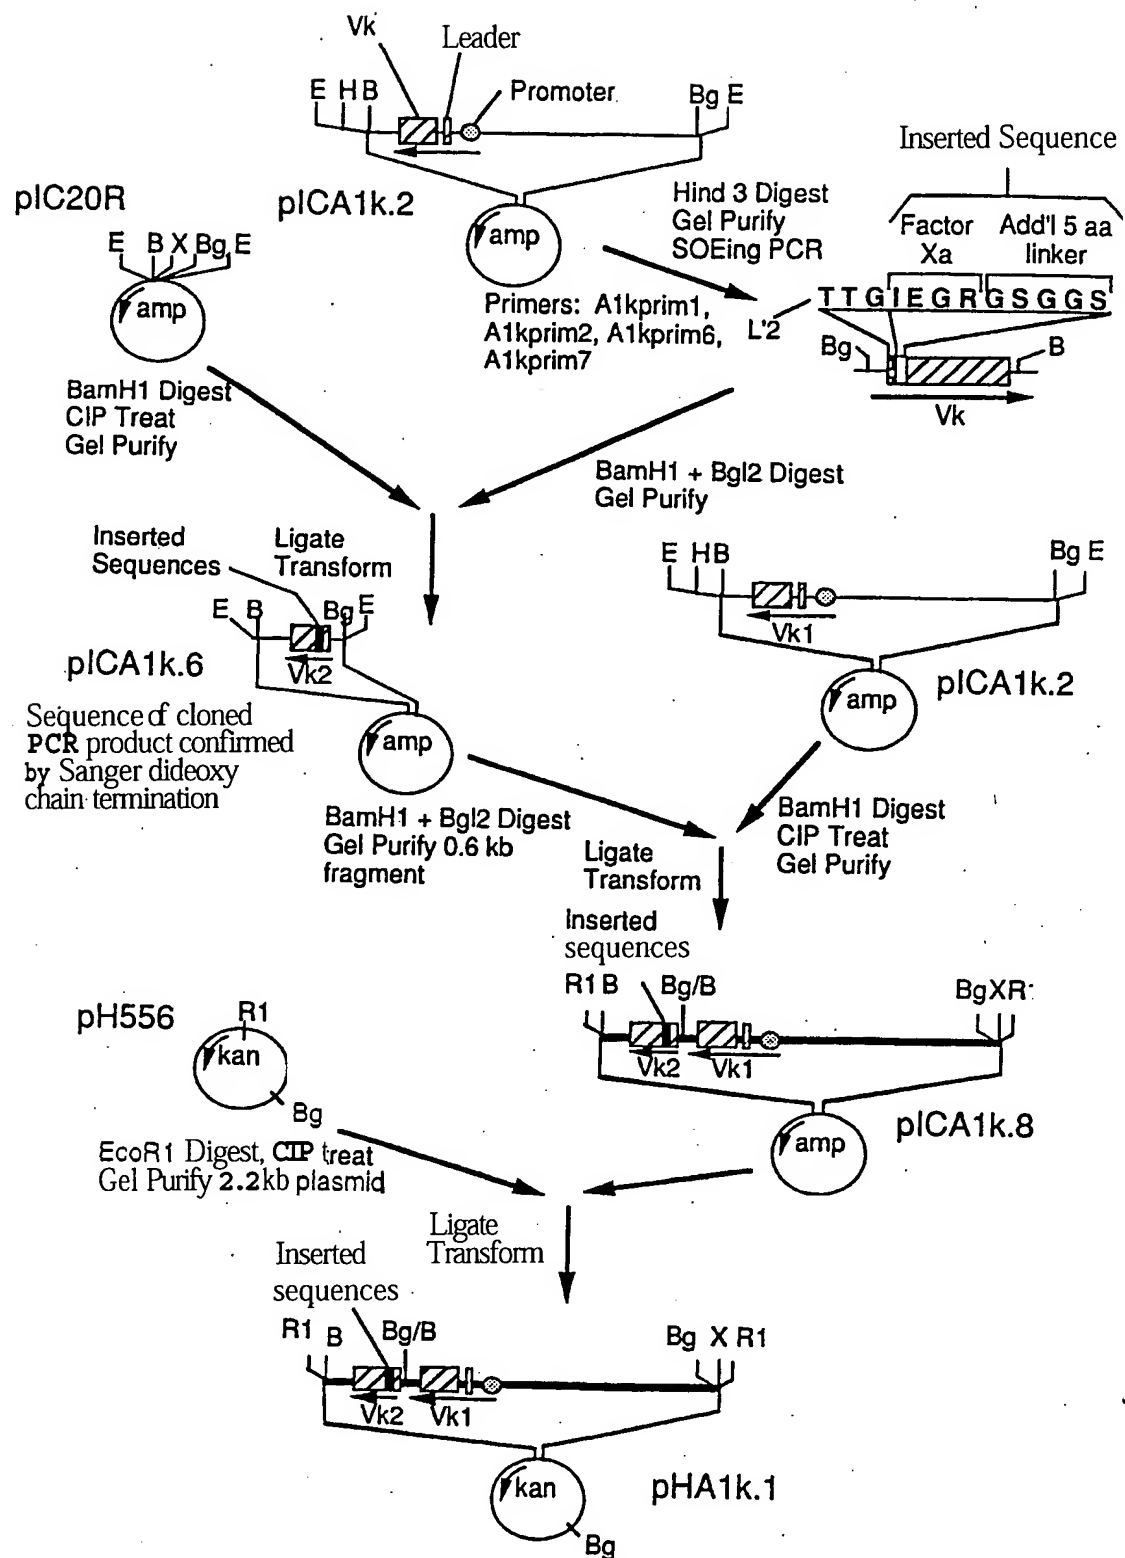 Vk
Leader
E H B
Promoter.
Bg E
Inserted Sequence
pIC20R
pICA1k.2
Hind 3 Digest
Gel Purify
SOEing PCR
Factor
Xa
Add'l 5 aa
linker
E B X Bg E
amp
amp
Primers: A1kprim1,
A1kprim2, A1kprim6,
A1kprim7
L'2
T T G I E G R G S G G S
Bg
B
Vk
BamH1 Digest
CIP Treat
Gel Purify
BamH1 + Bgl2 Digest
Gel Purify
Inserted
Sequences
Ligate
Transform
E B
Bg E
Vk2
pICA1k.6
E H B
Bg E
Vk1
pICA1k.2
amp
Sequence of cloned
PCR product confirmed
by Sanger dideoxy
chain termination
amp
BamH1 + Bgl2 Digest
Gel Purify 0.6 kb
fragment
BamH1 Digest
CIP Treat
Gel Purify
Ligate
Transform
Inserted
sequences
R1 B
Bg/B
Bg X R
Vk2
Vk1
pH556
R1
kan
Bg
pICA1k.8
amp
EcoR1 Digest, CIP treat
Gel Purify 2.2kb plasmid
Ligate
Transform
Inserted
sequences
R1 B
Bg/B
Bg X R1
Vk2
Vk1
kan
pHA1k.1
Bg